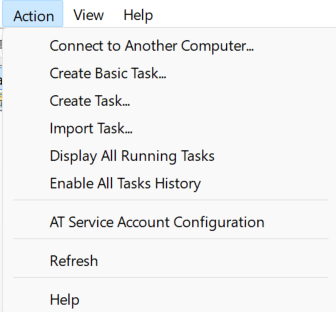 Action View Help
Connect to Another Computer...
Create Basic Task...
Create Task...
Import Task...
Display All Running Tasks
Enable All Tasks History
AT Service Account Configuration
Refresh
Help